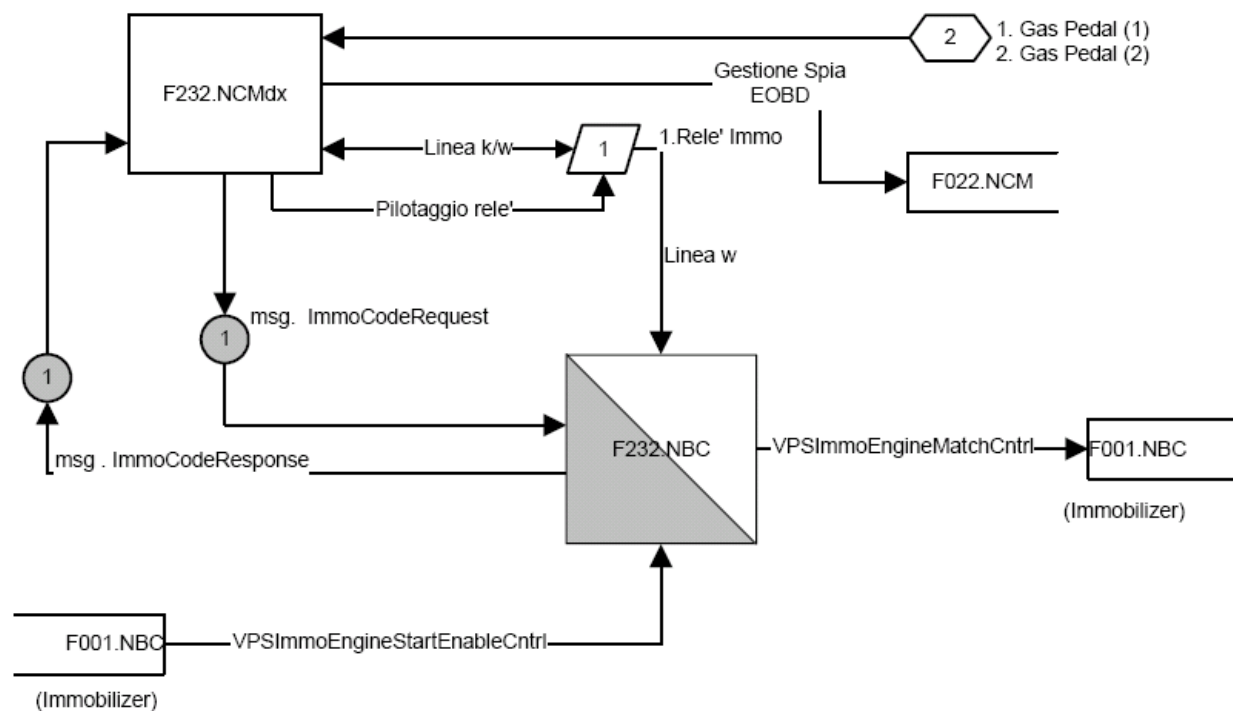 2
1. Gas Pedal (1)
2. Gas Pedal (2)
F232.NCMdx
Gestione Spia
EOBD
Linea k/w
1
1.Rele' Immo
F022.NCM
Pilotaggio rele'
Linea w
1
msg.  ImmoCodeRequest
1
msg . ImmoCodeResponse
F232.NBC
VPSImmoEngineMatchCntrl
F001.NBC
(Immobilizer)
F001.NBC
VPSImmoEngineStartEnableCntrl
(Immobilizer)